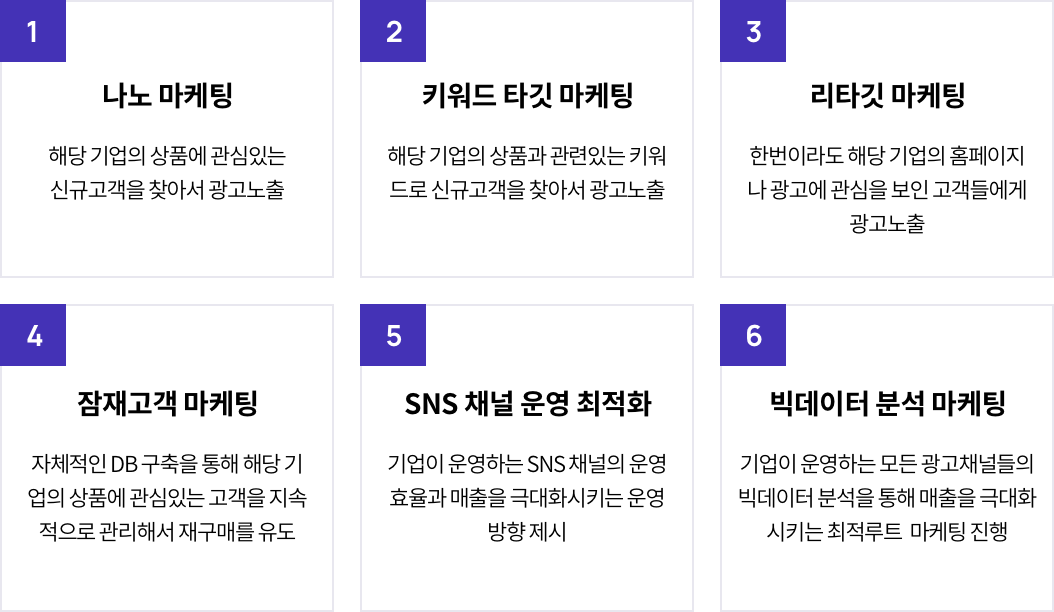 1
나노 마케팅
해당 기업의 상품에 관심있는
신규고객을 찾아서 광고노출
2
키워드 타깃 마케팅
해당 기업의 상품과 관련있는 키워
드로 신규고객을 찾아서 광고노출
3
리타깃 마케팅
한번이라도 해당 기업의 홈페이지
나 광고에 관심을 보인 고객들에게
광고노출
4
잠재고객 마케팅
자체적인 DB 구축을 통해 해당 기
업의 상품에 관심있는 고객을 지속
적으로 관리해서 재구매를 유도
5
SNS 채널 운영 최적화
기업이 운영하는 SNS 채널의 운영
효율과 매출을 극대화시키는 운영
방향 제시
6
빅데이터 분석 마케팅
기업이 운영하는 모든 광고채널들의
빅데이터 분석을 통해 매출을 극대화
시키는 최적루트 마케팅 진행